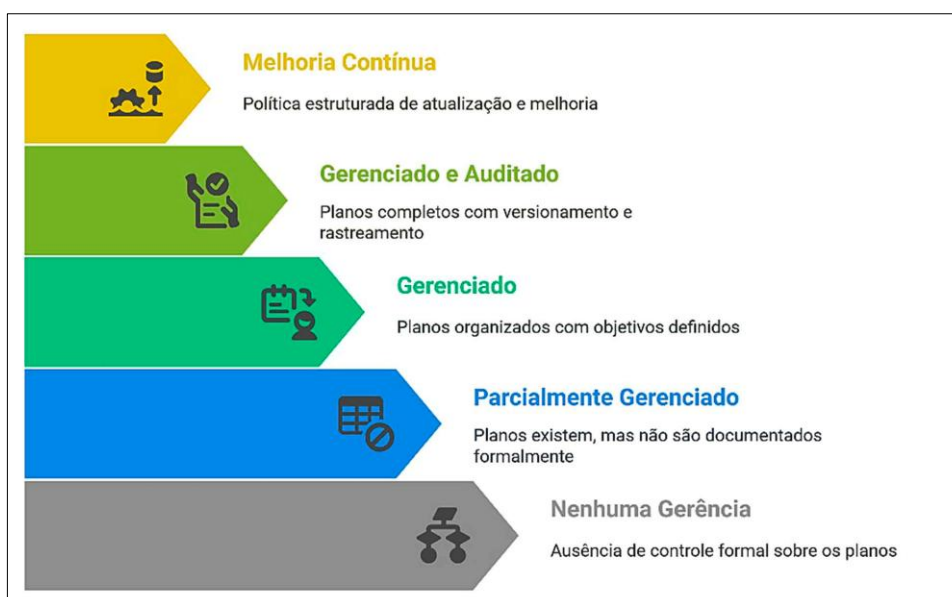 Melhoria Contínua
Política estruturada de atualização e melhoria
Gerenciado e Auditado
Planos completos com versionamento e
rastreamento
Gerenciado
Planos organizados com objetivos definidos
Parcialmente Gerenciado
Planos existem, mas não são documentados
formalmente
Nenhuma Gerência
Ausência de controle formal sobre os planos